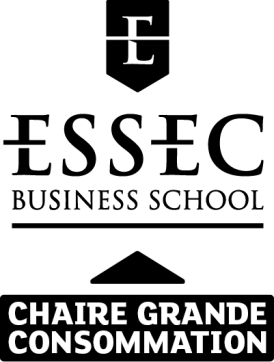 E
ESSEC
BUSINESS SCHOOL
CHAIRE GRANDE
CONSOMMATION